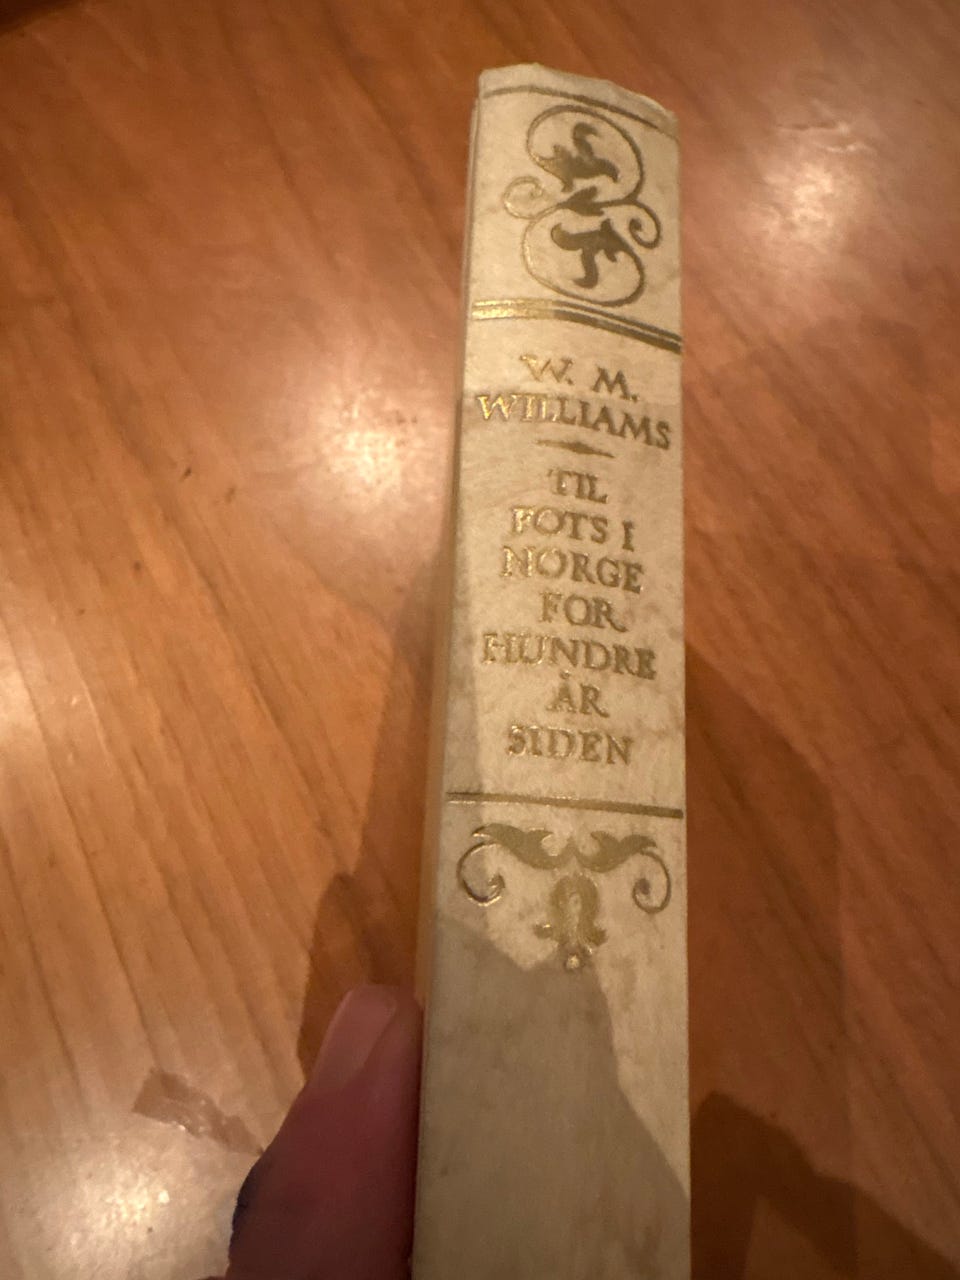 W. M.
WILLIAMS
TIL
FOTS I
NORGE
FOR
HUNDRE
ÅR
SIDEN